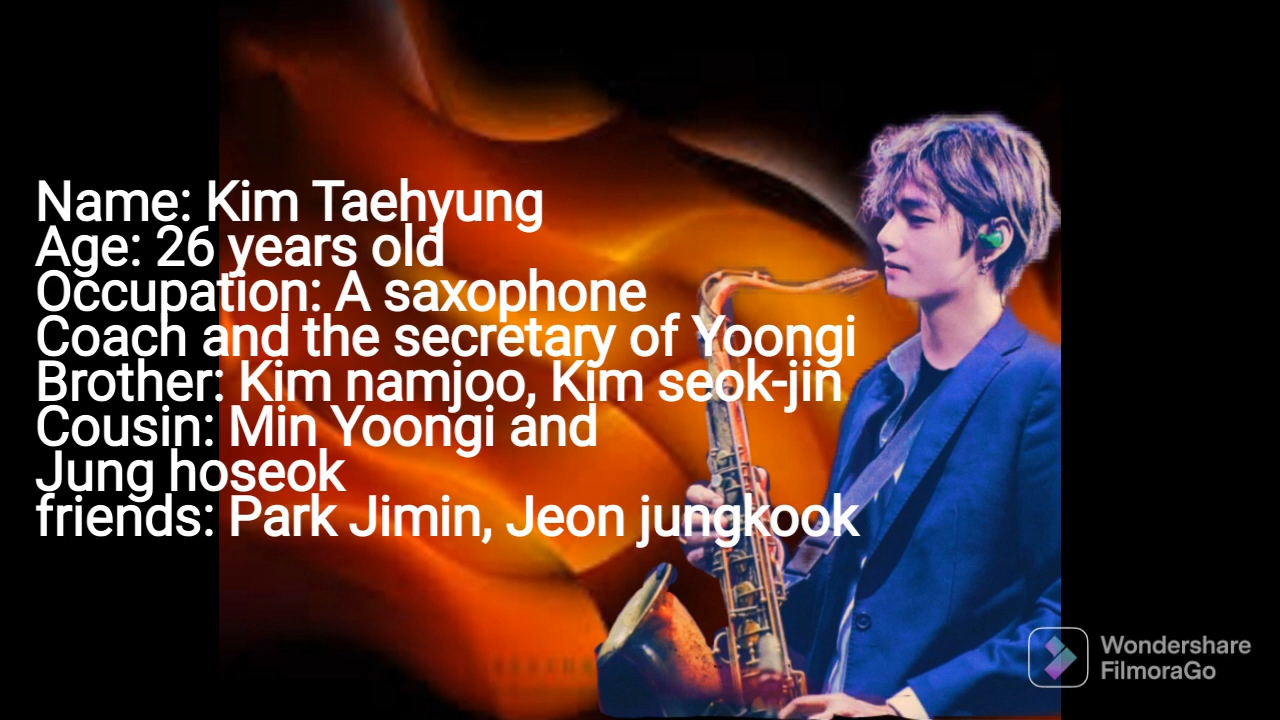 Name: Kim Taehyung
Age: 26 years old
Occupation: A saxophone
Coach and the secretary of Yoongi
Brother: Kim namjoo, Kim seok-jin
Cousin: Min Yoongi and
Jung hoseok
friends: Park Jimin, Jeon jungkook
Wondershare
FilmoraGo